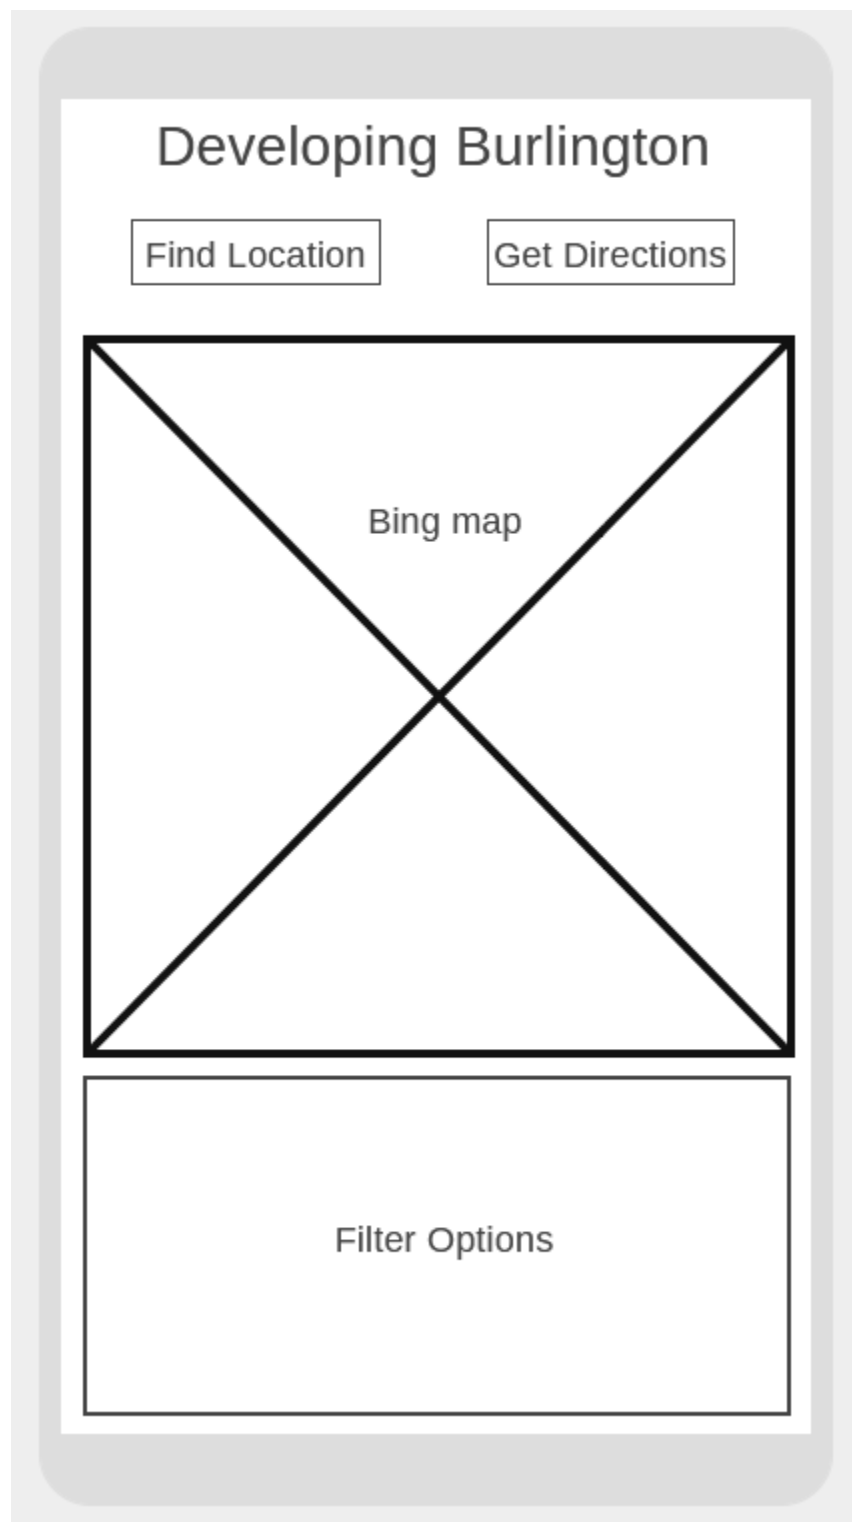 Developing Burlington
Find Location
Get Directions
Bing map
Filter Options